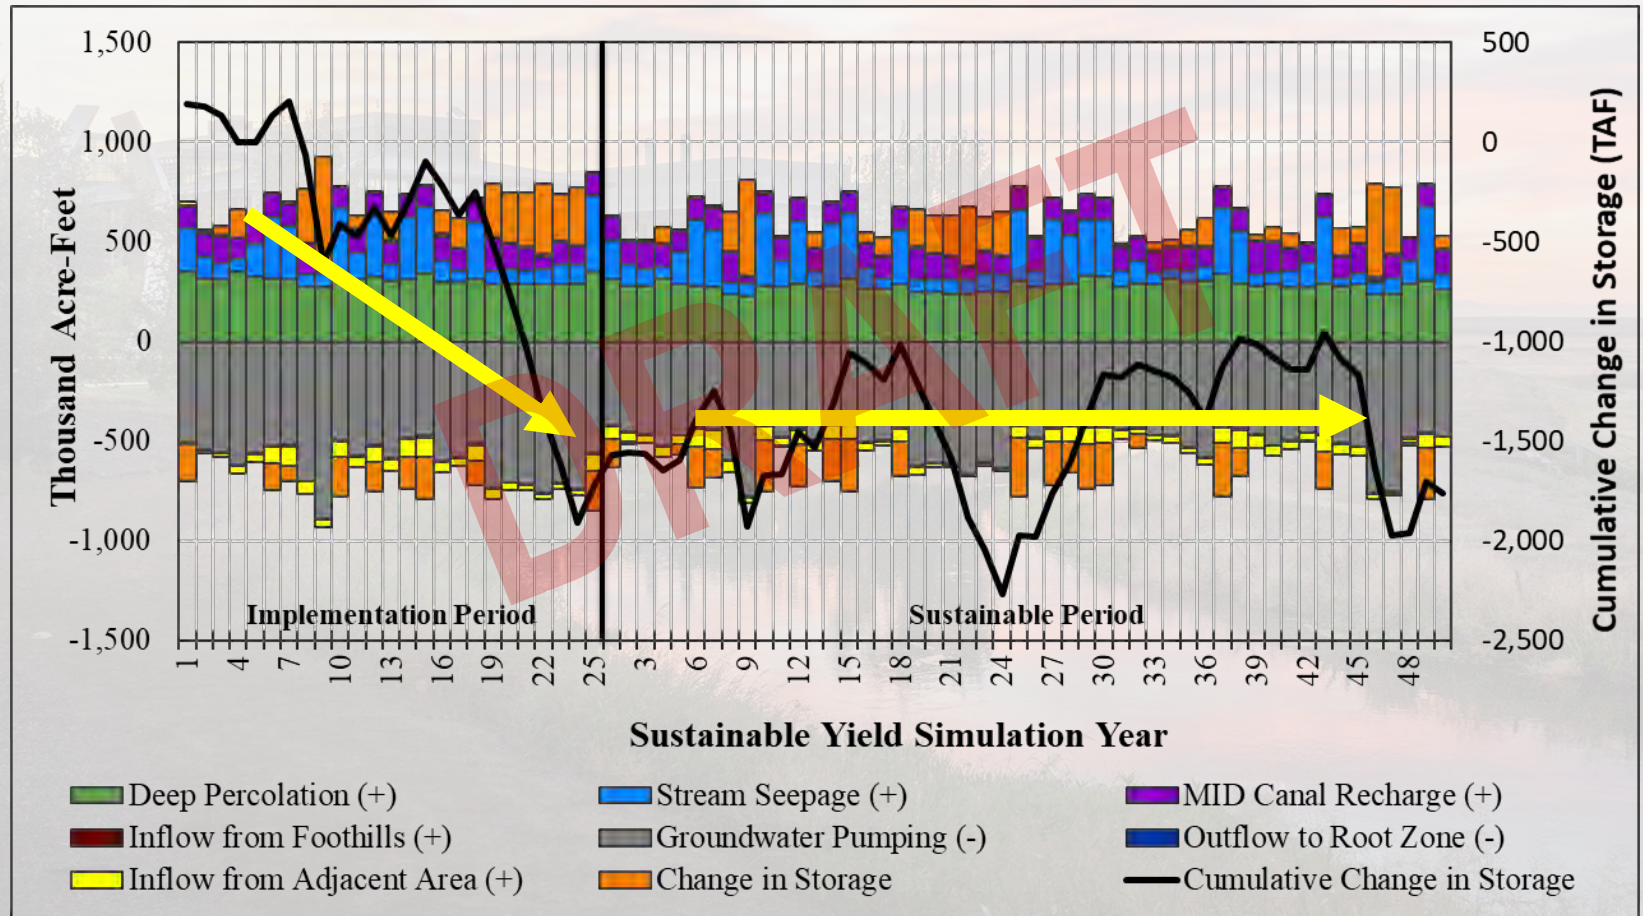 1,500
1,000
500
0
-500
-1,000
-1,500
Thousand Acre-Feet
500
0
-500
-1,000
-1,500
-2,000
-2,500
Cumulative Change in Storage (TAF)
DRAFT
Implementation Period
Sustainable Period
1 4 7 10 13 16 19 22 25 3 6 9 12 15 18 21 24 27 30 33 36 39 42 45 48
Sustainable Yield Simulation Year
Deep Percolation (+) Stream Seepage (+) MID Canal Recharge (+)
Inflow from Foothills (+) Groundwater Pumping (-) Outflow to Root Zone (-)
Inflow from Adjacent Area (+) Change in Storage Cumulative Change in Storage